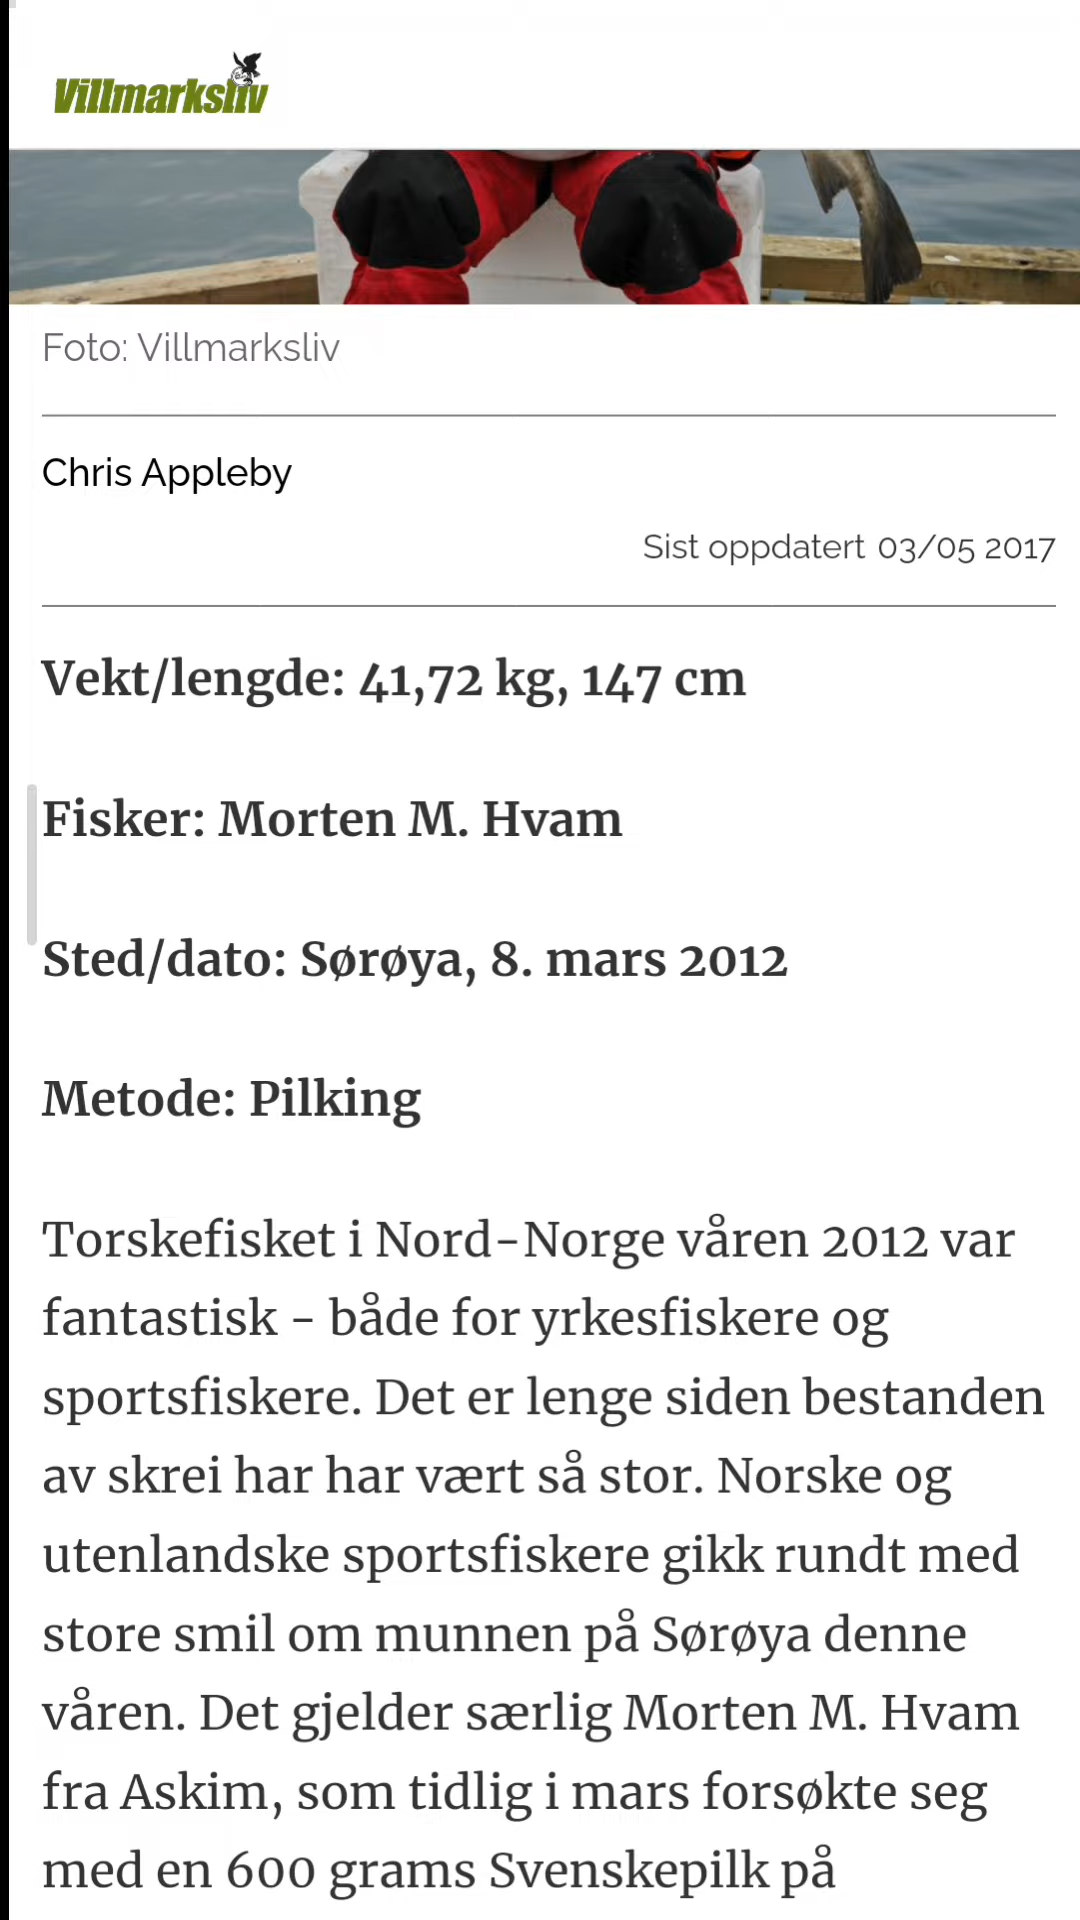 Villmarksliv
Foto: Villmarksliv
Chris Appleby
Sist oppdatert 03/05 2017
Vekt/lengde: 41,72 kg, 147 cm
Fisker: Morten M. Hvam
Sted/dato: Sørøya, 8. mars 2012
Metode: Pilking
Torskefisket i Nord-Norge våren 2012 var
fantastisk - både for yrkesfiskere og
sportsfiskere. Det er lenge siden bestanden
av skrei har har vært så stor. Norske og
utenlandske sportsfiskere gikk rundt med
store smil om munnen på Sørøya denne
våren. Det gjelder særlig Morten M. Hvam
fra Askim, som tidlig i mars forsøkte seg
med en 600 grams Svenskepilk på